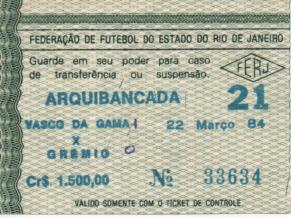 FEDERAÇÃO DE FUTEBOL DO ESTADO DO RIO DE JANEIRO
Guarde em seu poder para caso
de transferência ou suspensão.
FERJ
ARQUIBANCADA 21
VASCO DA GAMA 1 22 Março 84
X
GRÊMIO 0
Cr$ 1.500,00 Nº 33634
VALIDO SOMENTE COM O TICKET DE CONTROLE